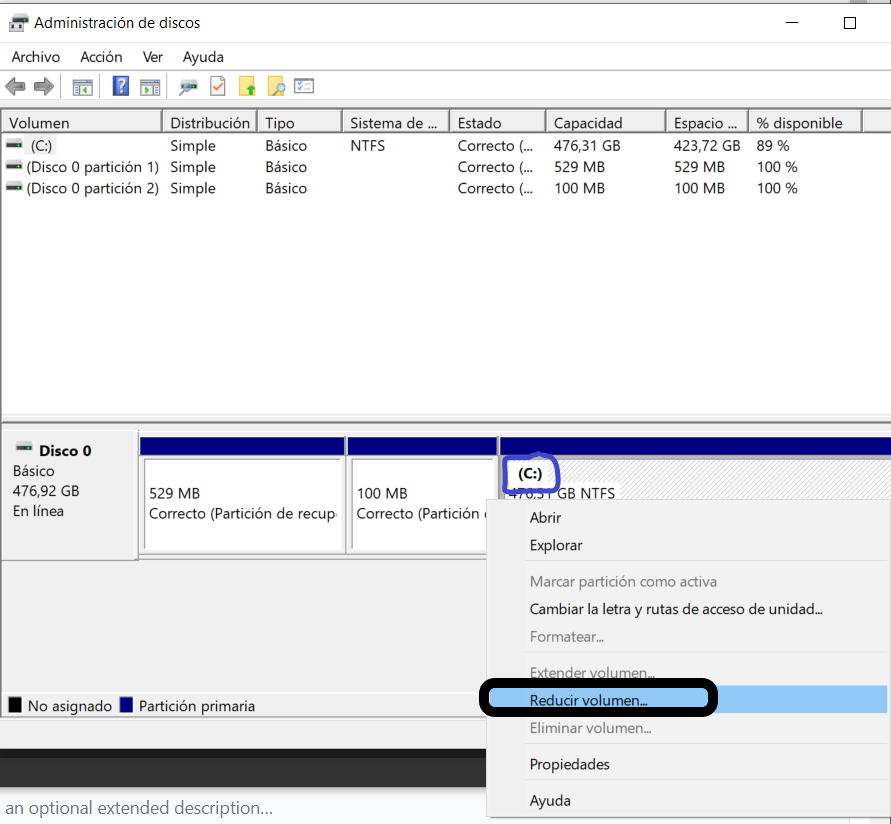 Administración de discos
Archivo Acción Ver Ayuda
Volumen Distribución Tipo Sistema de ... Estado Capacidad Espacio ... % disponible
(C:) Simple Básico NTFS Correcto (... 476,31 GB 423,72 GB 89 %
(Disco 0 partición 1) Simple Básico Correcto (... 529 MB 529 MB 100 %
(Disco 0 partición 2) Simple Básico Correcto (... 100 MB 100 MB 100 %
Disco 0
Básico
476,92 GB
En línea
529 MB
Correcto (Partición de recup
100 MB
Correcto (Partición
(C:)
476,31 GB NTFS
Abrir
Explorar
Marcar partición como activa
Cambiar la letra y rutas de acceso de unidad...
Formatear...
Extender volumen...
Reducir volumen...
Eliminar volumen...
Propiedades
Ayuda
No asignado Partición primaria
an optional extended description...